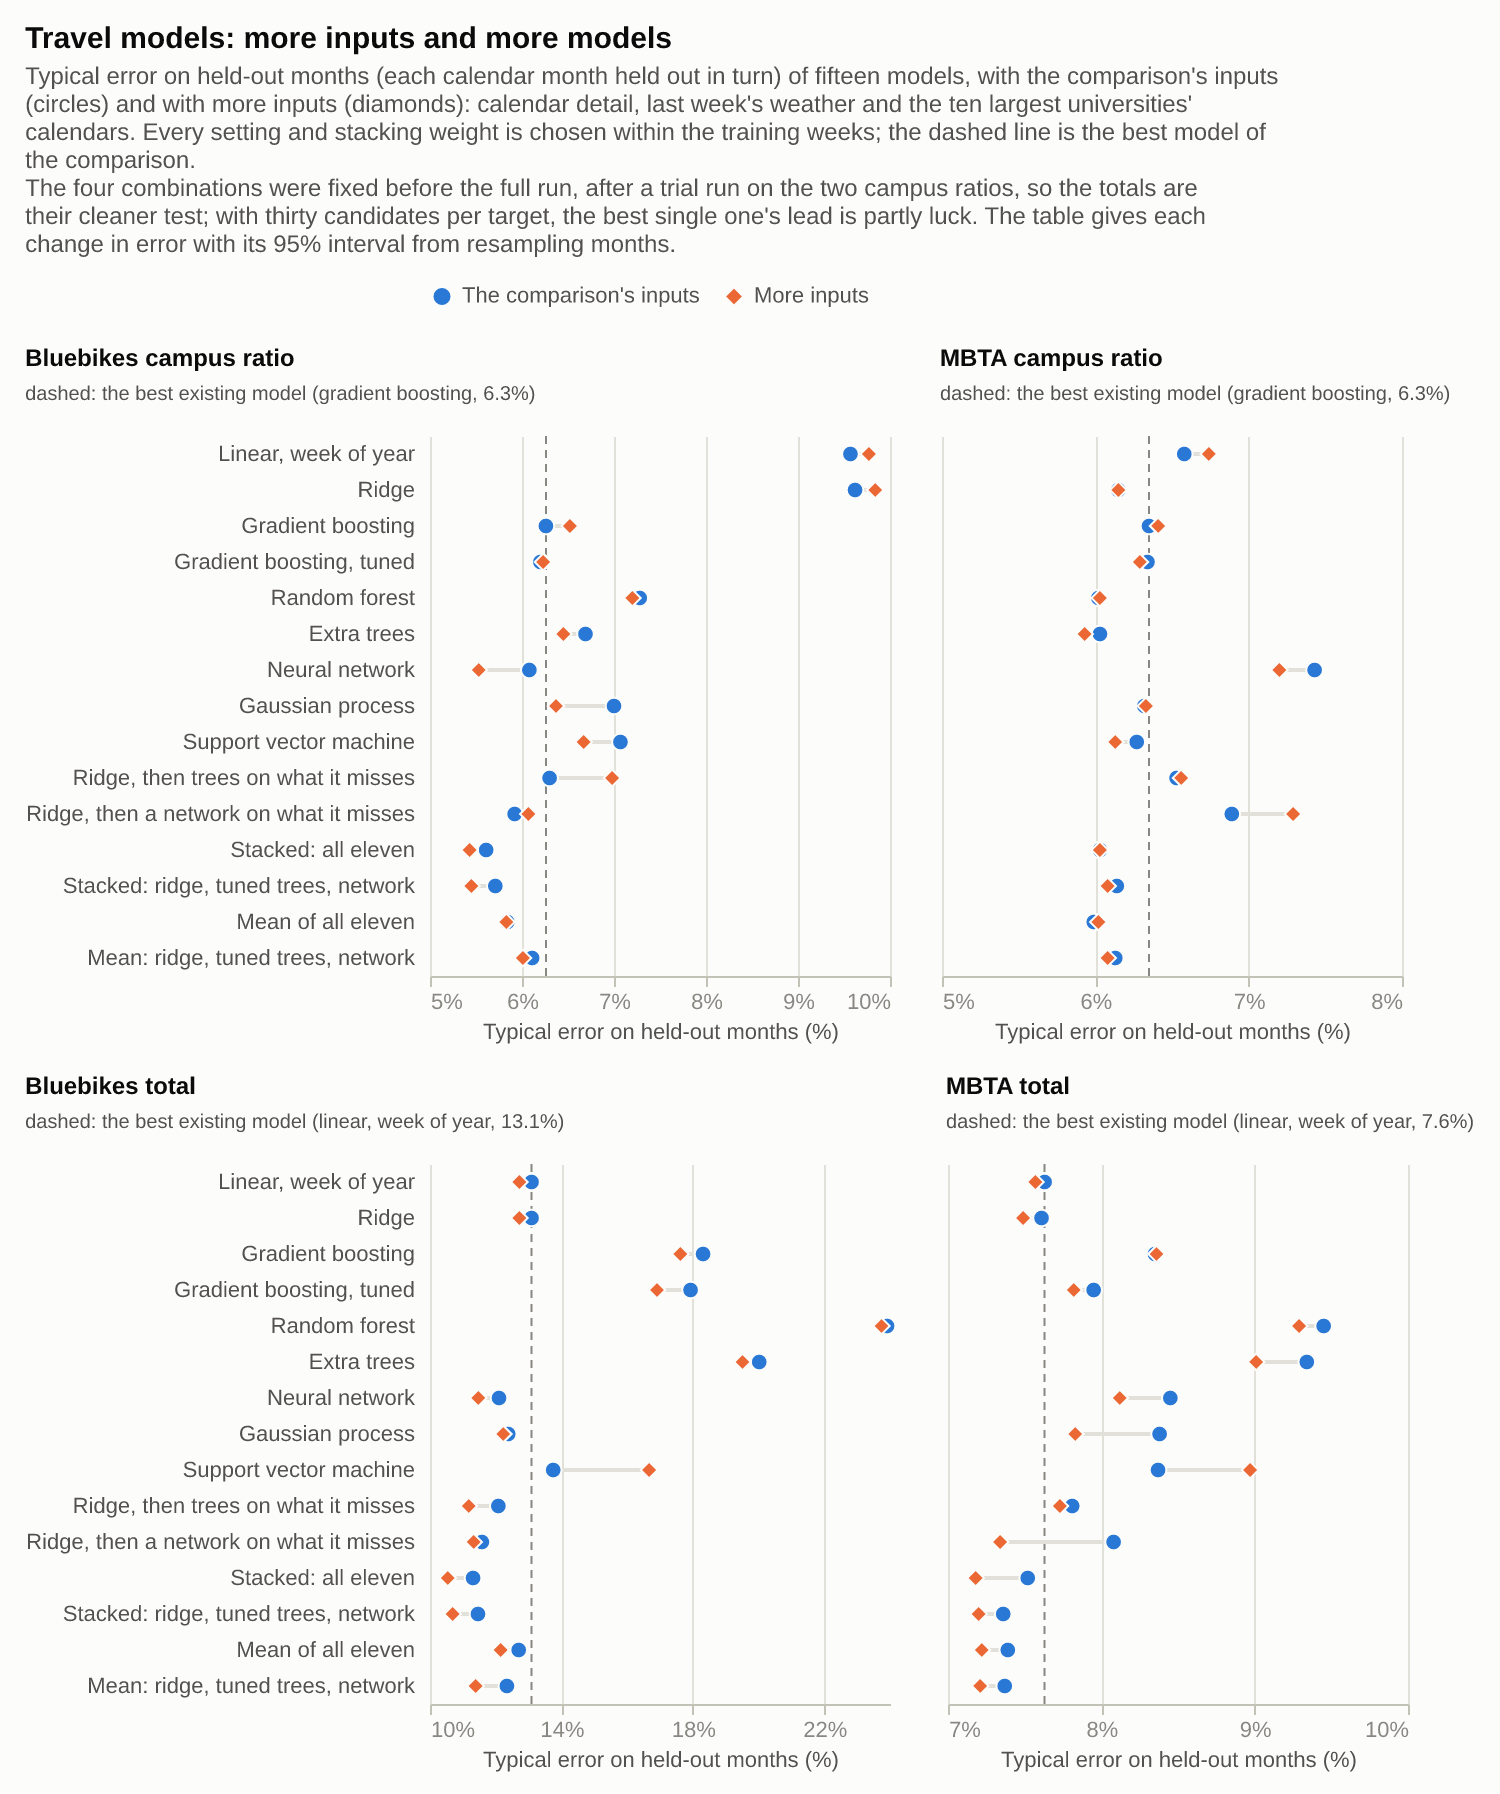 Travel models: more inputs and more models
Typical error on held-out months (each calendar month held out in turn) of fifteen models, with the comparison's inputs
(circles) and with more inputs (diamonds): calendar detail, last week's weather and the ten largest universities'
calendars. Every setting and stacking weight is chosen within the training weeks; the dashed line is the best model of
the comparison.
The four combinations were fixed before the full run, after a trial run on the two campus ratios, so the totals are
their cleaner test; with thirty candidates per target, the best single one's lead is partly luck. The table gives each
change in error with its 95% interval from resampling months.
The comparison's inputs More inputs
Bluebikes campus ratio
dashed: the best existing model (gradient boosting, 6.3%)
Linear, week of year
Ridge
Gradient boosting
Gradient boosting, tuned
Random forest
Extra trees
Neural network
Gaussian process
Support vector machine
Ridge, then trees on what it misses
Ridge, then a network on what it misses
Stacked: all eleven
Stacked: ridge, tuned trees, network
Mean of all eleven
Mean: ridge, tuned trees, network
5% 6% 7% 8% 9% 10%
Typical error on held-out months (%)
MBTA campus ratio
dashed: the best existing model (gradient boosting, 6.3%)
5% 6% 7% 8%
Typical error on held-out months (%)
Bluebikes total
dashed: the best existing model (linear, week of year, 13.1%)
Linear, week of year
Ridge
Gradient boosting
Gradient boosting, tuned
Random forest
Extra trees
Neural network
Gaussian process
Support vector machine
Ridge, then trees on what it misses
Ridge, then a network on what it misses
Stacked: all eleven
Stacked: ridge, tuned trees, network
Mean of all eleven
Mean: ridge, tuned trees, network
10% 14% 18% 22%
Typical error on held-out months (%)
MBTA total
dashed: the best existing model (linear, week of year, 7.6%)
7% 8% 9% 10%
Typical error on held-out months (%)